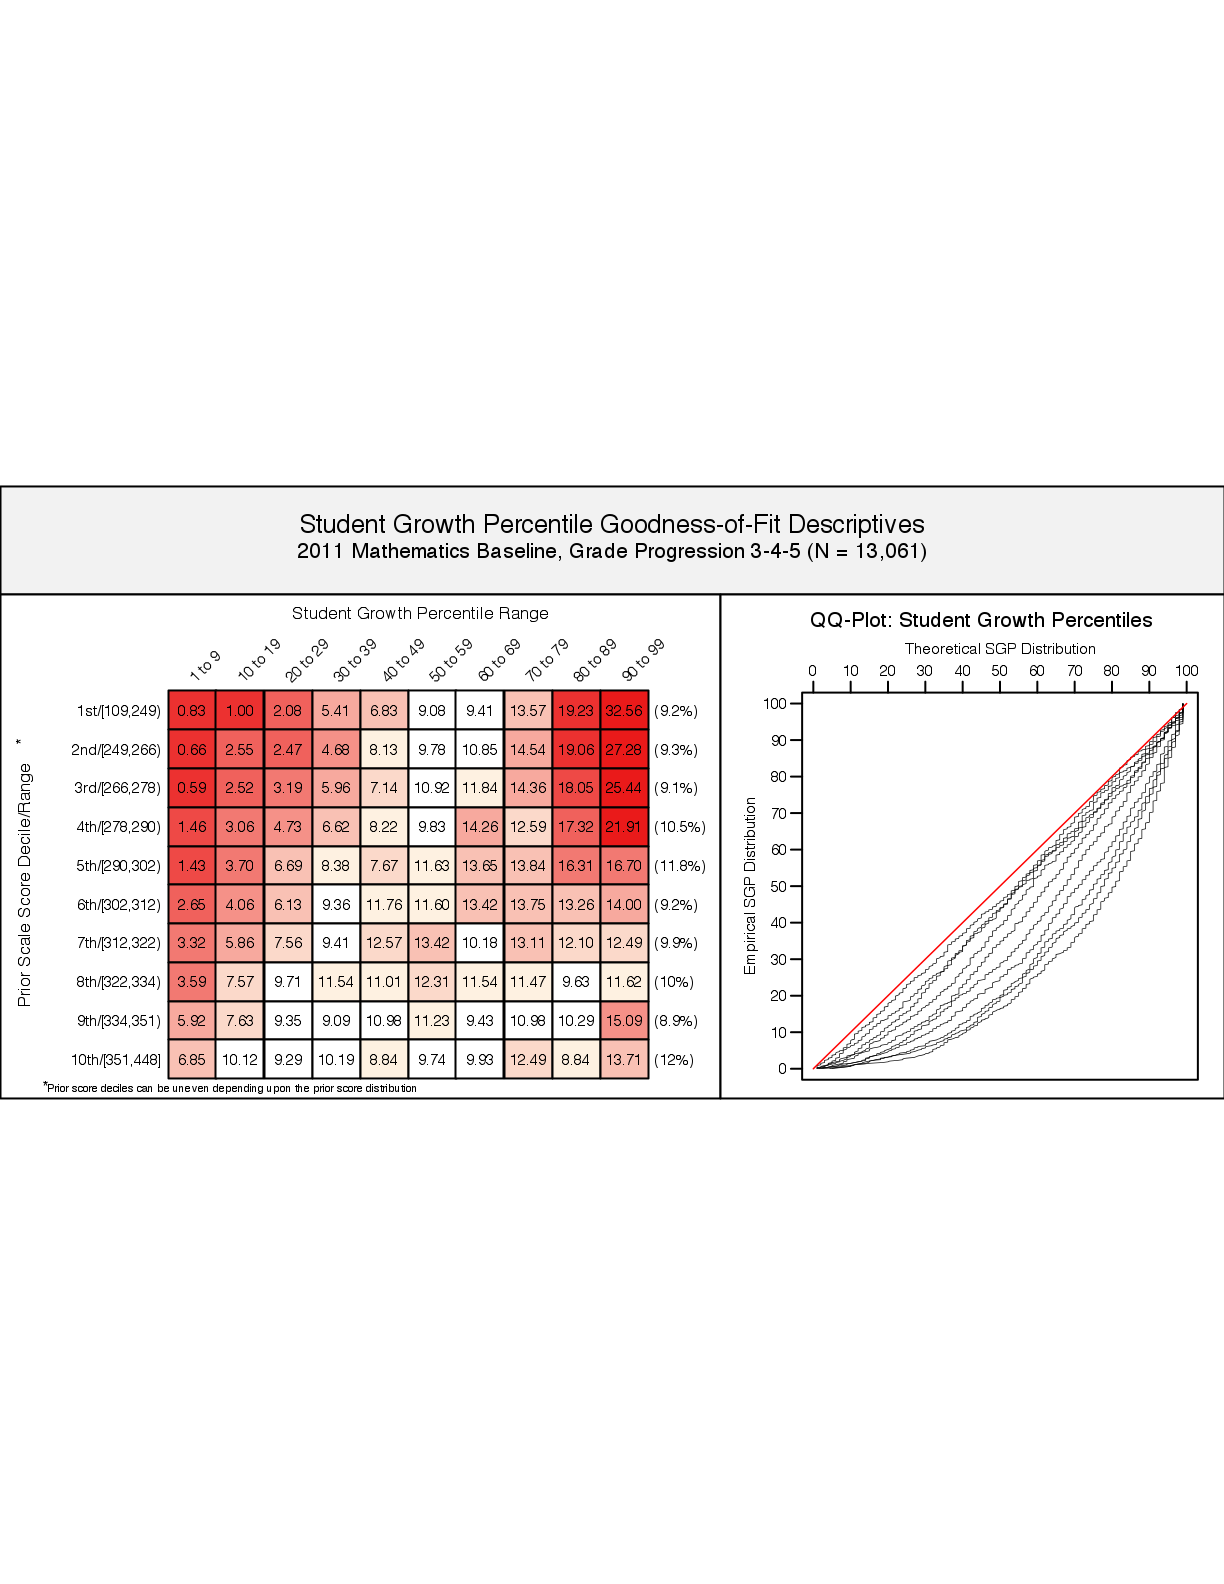 Student Growth Percentile Goodness-of-Fit Descriptives
2011 Mathematics Baseline, Grade Progression 3-4-5 (N = 13,061)
Student Growth Percentile Range
1 to 9 10 to 19 20 to 29 30 to 39 40 to 49 50 to 59 60 to 69 70 to 79 80 to 89 90 to 99
Prior Scale Score Decile/Range *
1st/[109,249) 0.83 1.00 2.08 5.41 6.83 9.08 9.41 13.57 19.23 32.56 (9.2%)
2nd/[249,266) 0.66 2.55 2.47 4.68 8.13 9.78 10.85 14.54 19.06 27.28 (9.3%)
3rd/[266,278) 0.59 2.52 3.19 5.96 7.14 10.92 11.84 14.36 18.05 25.44 (9.1%)
4th/[278,290) 1.46 3.06 4.73 6.62 8.22 9.83 14.26 12.59 17.32 21.91 (10.5%)
5th/[290,302) 1.43 3.70 6.69 8.38 7.67 11.63 13.65 13.84 16.31 16.70 (11.8%)
6th/[302,312) 2.65 4.06 6.13 9.36 11.76 11.60 13.42 13.75 13.26 14.00 (9.2%)
7th/[312,322) 3.32 5.86 7.56 9.41 12.57 13.42 10.18 13.11 12.10 12.49 (9.9%)
8th/[322,334) 3.59 7.57 9.71 11.54 11.01 12.31 11.54 11.47 9.63 11.62 (10%)
9th/[334,351) 5.92 7.63 9.35 9.09 10.98 11.23 9.43 10.98 10.29 15.09 (8.9%)
10th/[351,448] 6.85 10.12 9.29 10.19 8.84 9.74 9.93 12.49 8.84 13.71 (12%)
*Prior score deciles can be uneven depending upon the prior score distribution
QQ-Plot: Student Growth Percentiles
Theoretical SGP Distribution
0 10 20 30 40 50 60 70 80 90 100
Empirical SGP Distribution
100
90
80
70
60
50
40
30
20
10
0